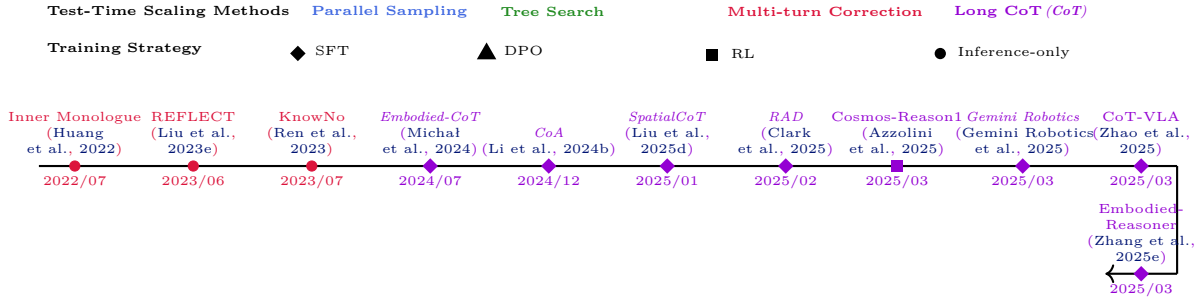 Test-Time Scaling Methods Parallel Sampling Tree Search Multi-turn Correction Long CoT (CoT)
Training Strategy SFT DPO RL Inference-only
Inner Monologue
(Huang
et al., 2022)
2022/07
REFLECT
(Liu et al.,
2023e)
2023/06
KnowNo
(Ren et al.,
2023)
2023/07
Embodied-CoT
(Michał
et al., 2024)
2024/07
CoA
(Li et al., 2024b)
2024/12
SpatialCoT
(Liu et al.,
2025d)
2025/01
RAD
(Clark
et al., 2025)
2025/02
Cosmos-Reason1
(Azzolini
et al., 2025)
2025/03
Gemini Robotics
(Gemini Robotics
et al., 2025)
2025/03
CoT-VLA
(Zhao et al.,
2025)
2025/03
Embodied-
Reasoner
(Zhang et al.,
2025e)
2025/03